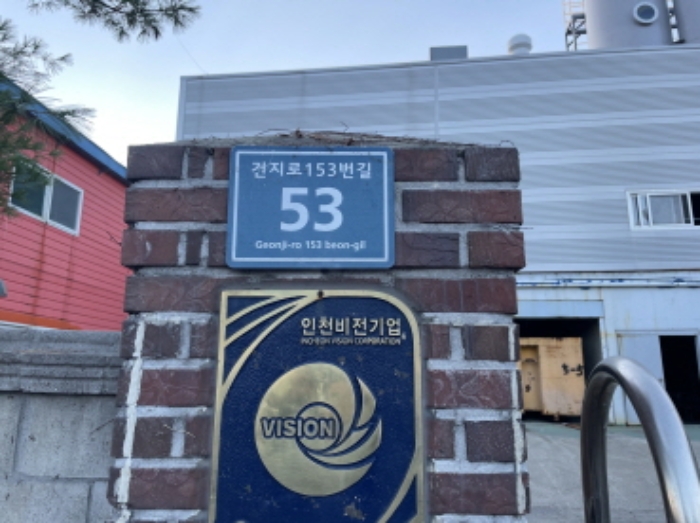 건지로153번길
53
Geonji-ro 153 beon-gil
인천비전기업
INCHEON VISION CORPORATION
VISION